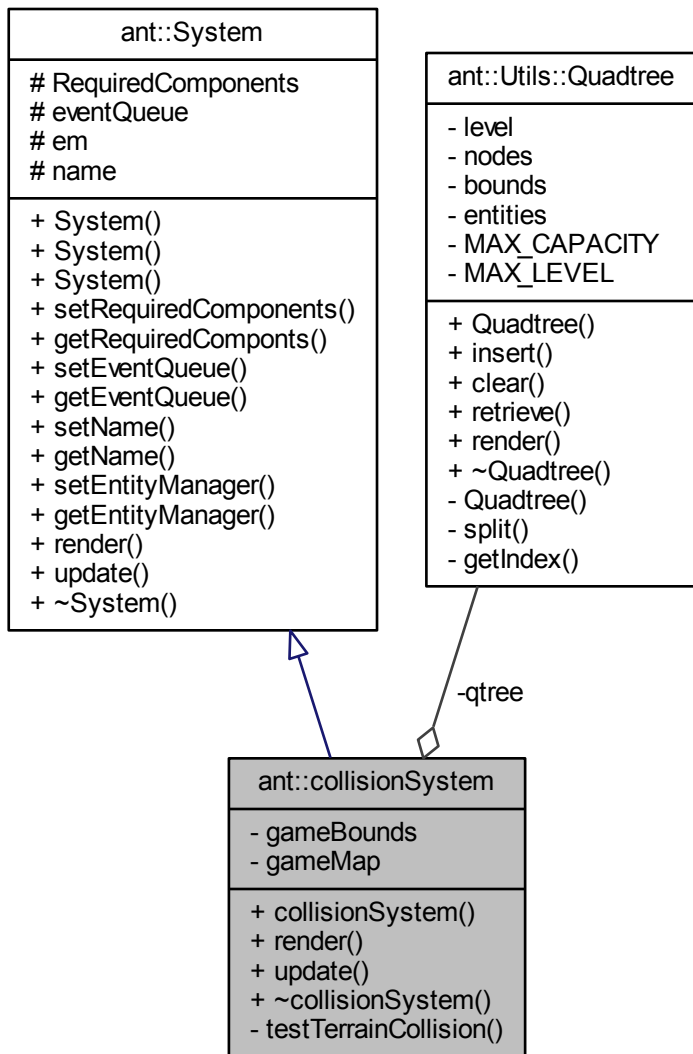 ant::System
# RequiredComponents
# eventQueue
# em
# name
+ System()
+ System()
+ System()
+ setRequiredComponents()
+ getRequiredComponts()
+ setEventQueue()
+ getEventQueue()
+ setName()
+ getName()
+ setEntityManager()
+ getEntityManager()
+ render()
+ update()
+ ~System()
ant::Utils::Quadtree
- level
- nodes
- bounds
- entities
- MAX_CAPACITY
- MAX_LEVEL
+ Quadtree()
+ insert()
+ clear()
+ retrieve()
+ render()
+ ~Quadtree()
- Quadtree()
- split()
- getIndex()
-qtree
ant::collisionSystem
- gameBounds
- gameMap
+ collisionSystem()
+ render()
+ update()
+ ~collisionSystem()
- testTerrainCollision()